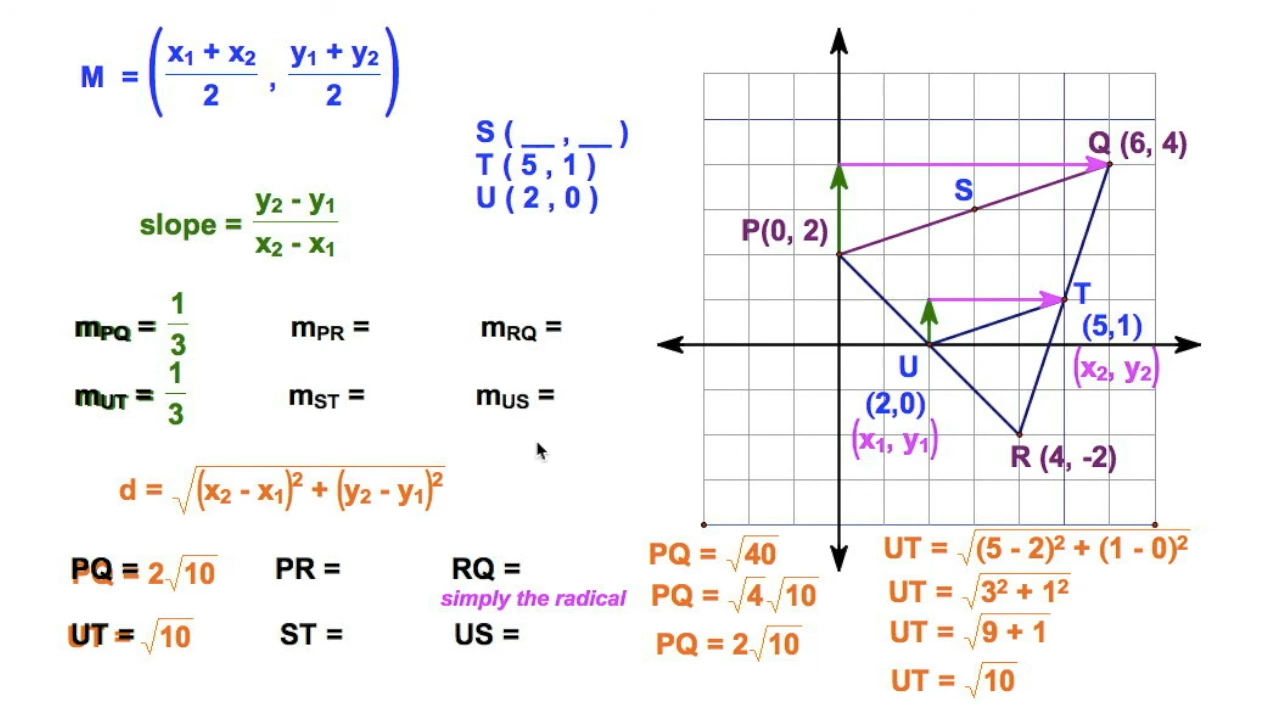 M = ( x₁ + x₂ / 2 , y₁ + y₂ / 2 )
S ( __ , __ )
T ( 5 , 1 )
U ( 2 , 0 )
slope = y₂ - y₁ / x₂ - x₁
mPQ = 1/3 mPR = mRQ =
mUT = 1/3 mST = mUS =
d = √(x₂ - x₁)² + (y₂ - y₁)²
PQ = 2√10 PR = RQ =
simply the radical
UT = √10 ST = US =
Q (6, 4)
S
P(0, 2)
T
(5,1)
(x₂, y₂)
U
(2,0)
(x₁, y₁)
R (4, -2)
PQ = √40
PQ = √4√10
PQ = 2√10
UT = √(5 - 2)² + (1 - 0)²
UT = √3² + 1²
UT = √9 + 1
UT = √10